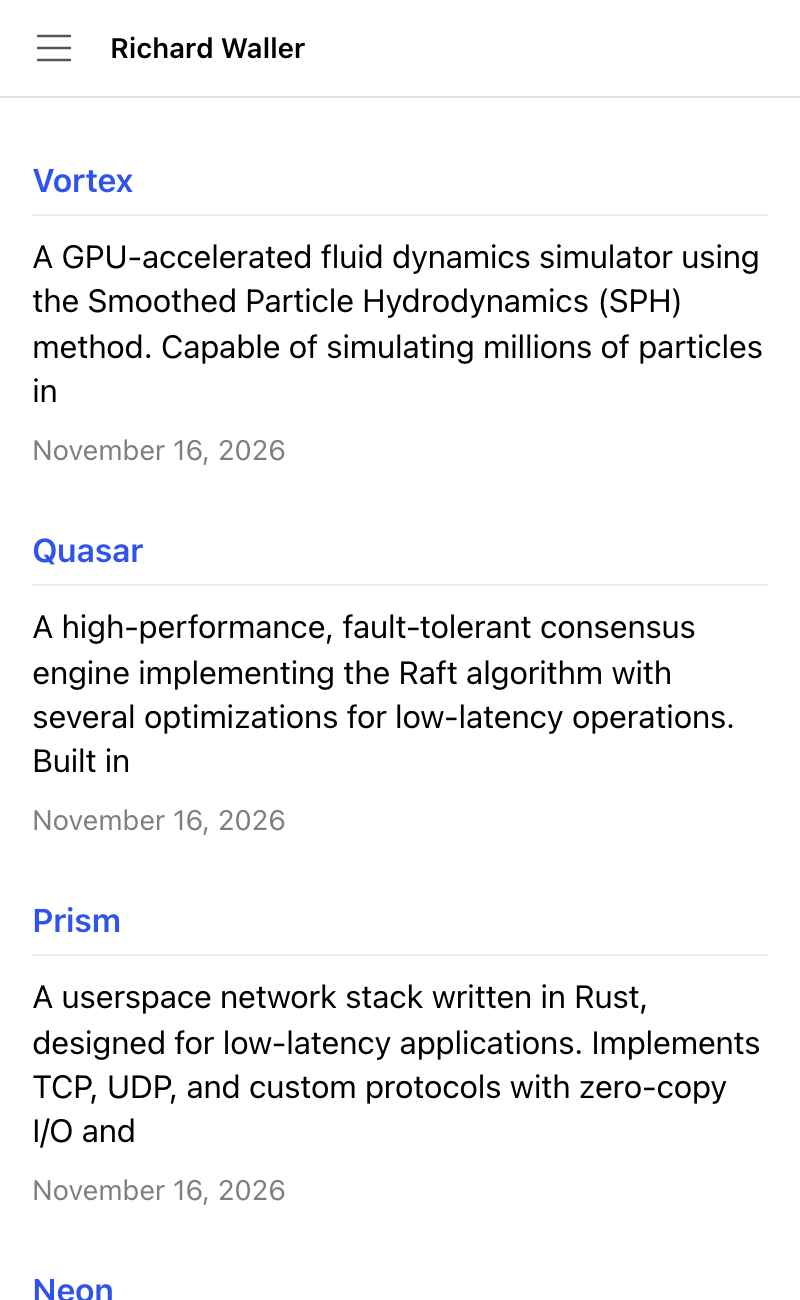 Richard Waller
Vortex
A GPU-accelerated fluid dynamics simulator using
the Smoothed Particle Hydrodynamics (SPH)
method. Capable of simulating millions of particles
in
November 16, 2026
Quasar
A high-performance, fault-tolerant consensus
engine implementing the Raft algorithm with
several optimizations for low-latency operations.
Built in
November 16, 2026
Prism
A userspace network stack written in Rust,
designed for low-latency applications. Implements
TCP, UDP, and custom protocols with zero-copy
I/O and
November 16, 2026
Neon